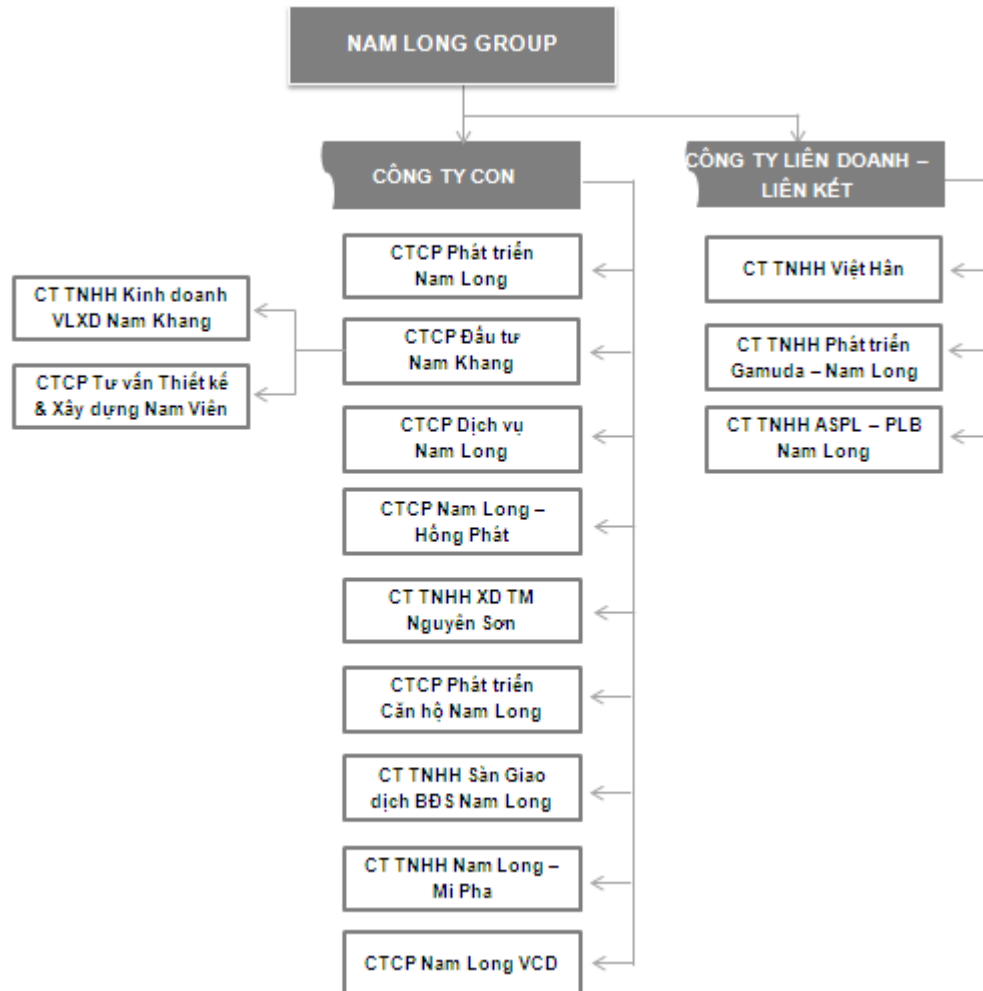 NAM LONG GROUP
CÔNG TY CON
CTCP Phát triển
Nam Long
CTCP Đầu tư
Nam Khang
CT TNHH Kinh doanh
VLXD Nam Khang
CTCP Tư vấn Thiết kế
& Xây dựng Nam Viên
CTCP Dịch vụ
Nam Long
CTCP Nam Long –
Hồng Phát
CT TNHH XD TM
Nguyên Sơn
CTCP Phát triển
Căn hộ Nam Long
CT TNHH Sàn Giao
dịch BĐS Nam Long
CT TNHH Nam Long –
Mi Pha
CTCP Nam Long VCD
CÔNG TY LIÊN DOANH –
LIÊN KẾT
CT TNHH Việt Hân
CT TNHH Phát triển
Gamuda – Nam Long
CT TNHH ASPL – PLB
Nam Long